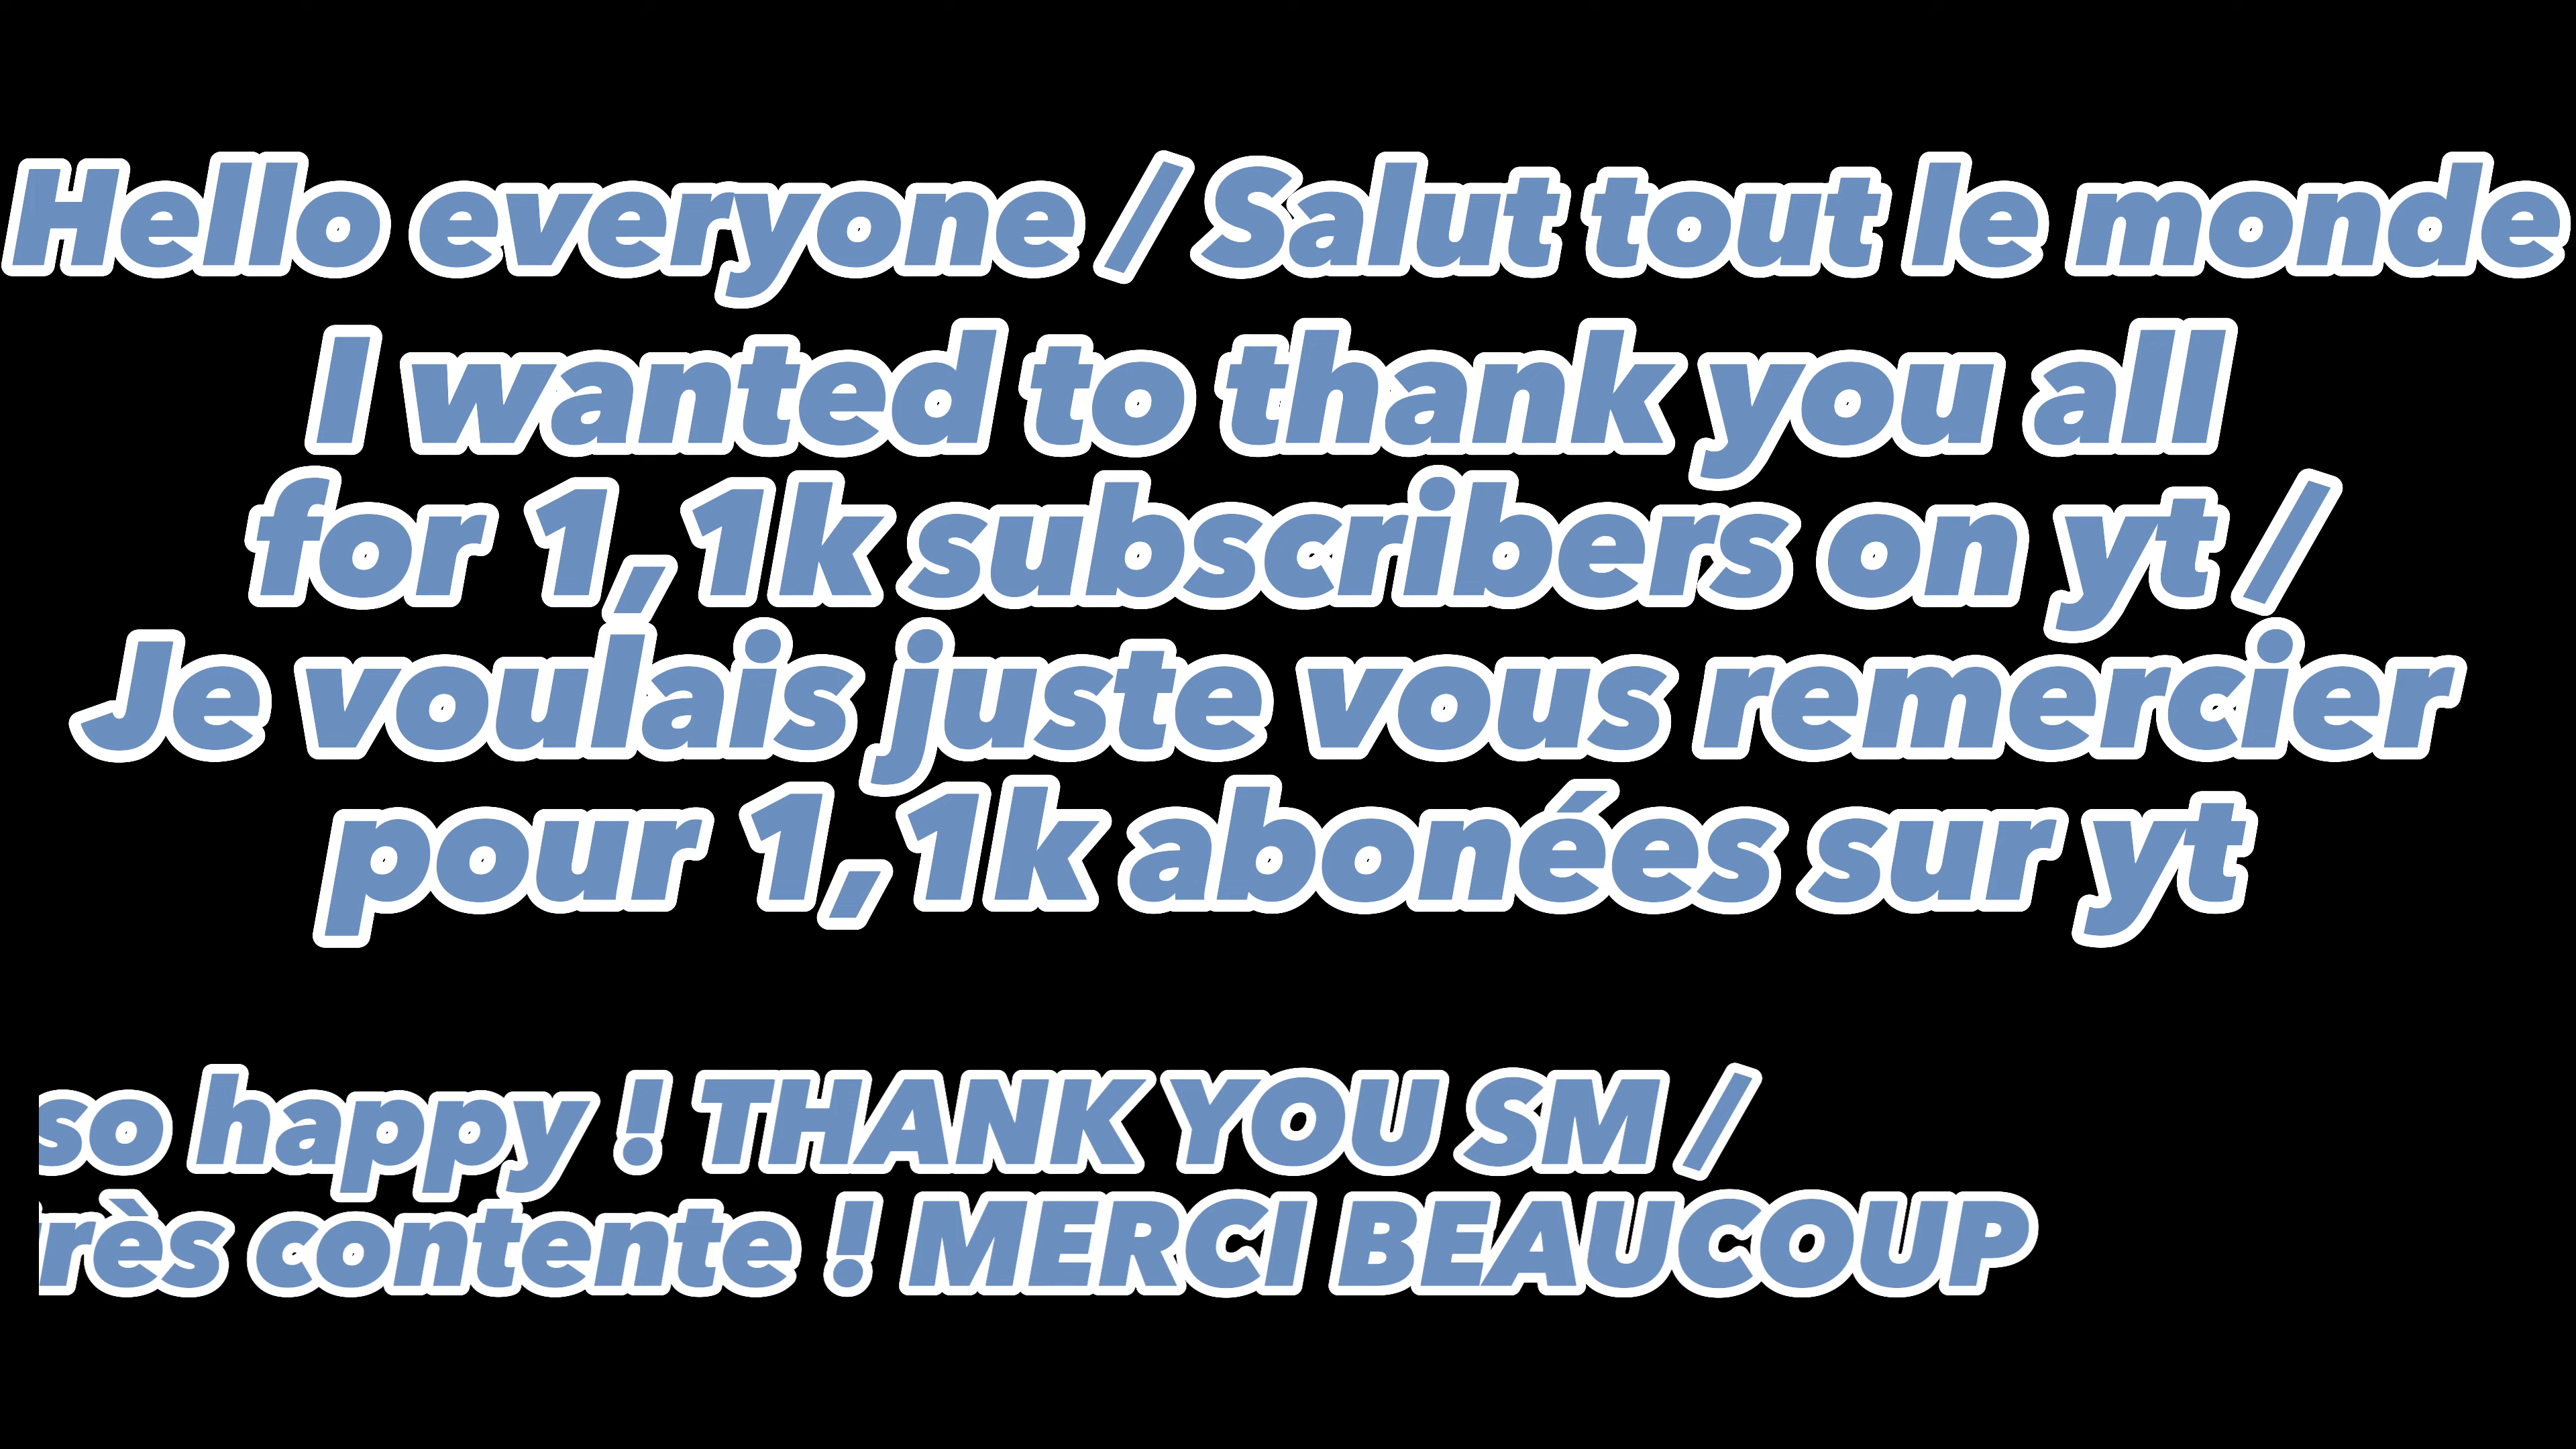 Hello everyone / Salut tout le monde
I wanted to thank you all
for 1,1k subscribers on yt /
Je voulais juste vous remercier
pour 1,1k abonées sur yt
so happy ! THANK YOU SM /
rès contente ! MERCI BEAUCOUP